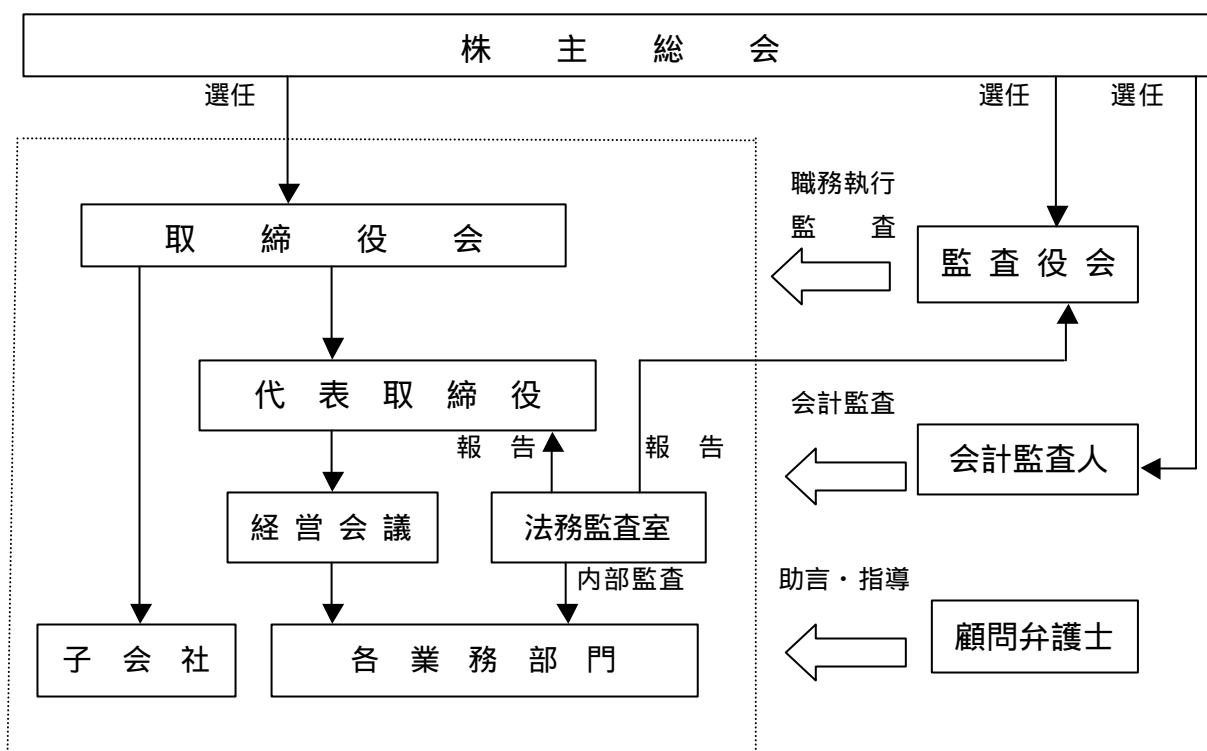 株主総会
選任
選任
選任
職務執行
監査
取締役会
監査役会
代表取締役
報告
報告
会計監査
会計監査人
経営会議
法務監査室
内部監査
助言・指導
子会社
各業務部門
顧問弁護士